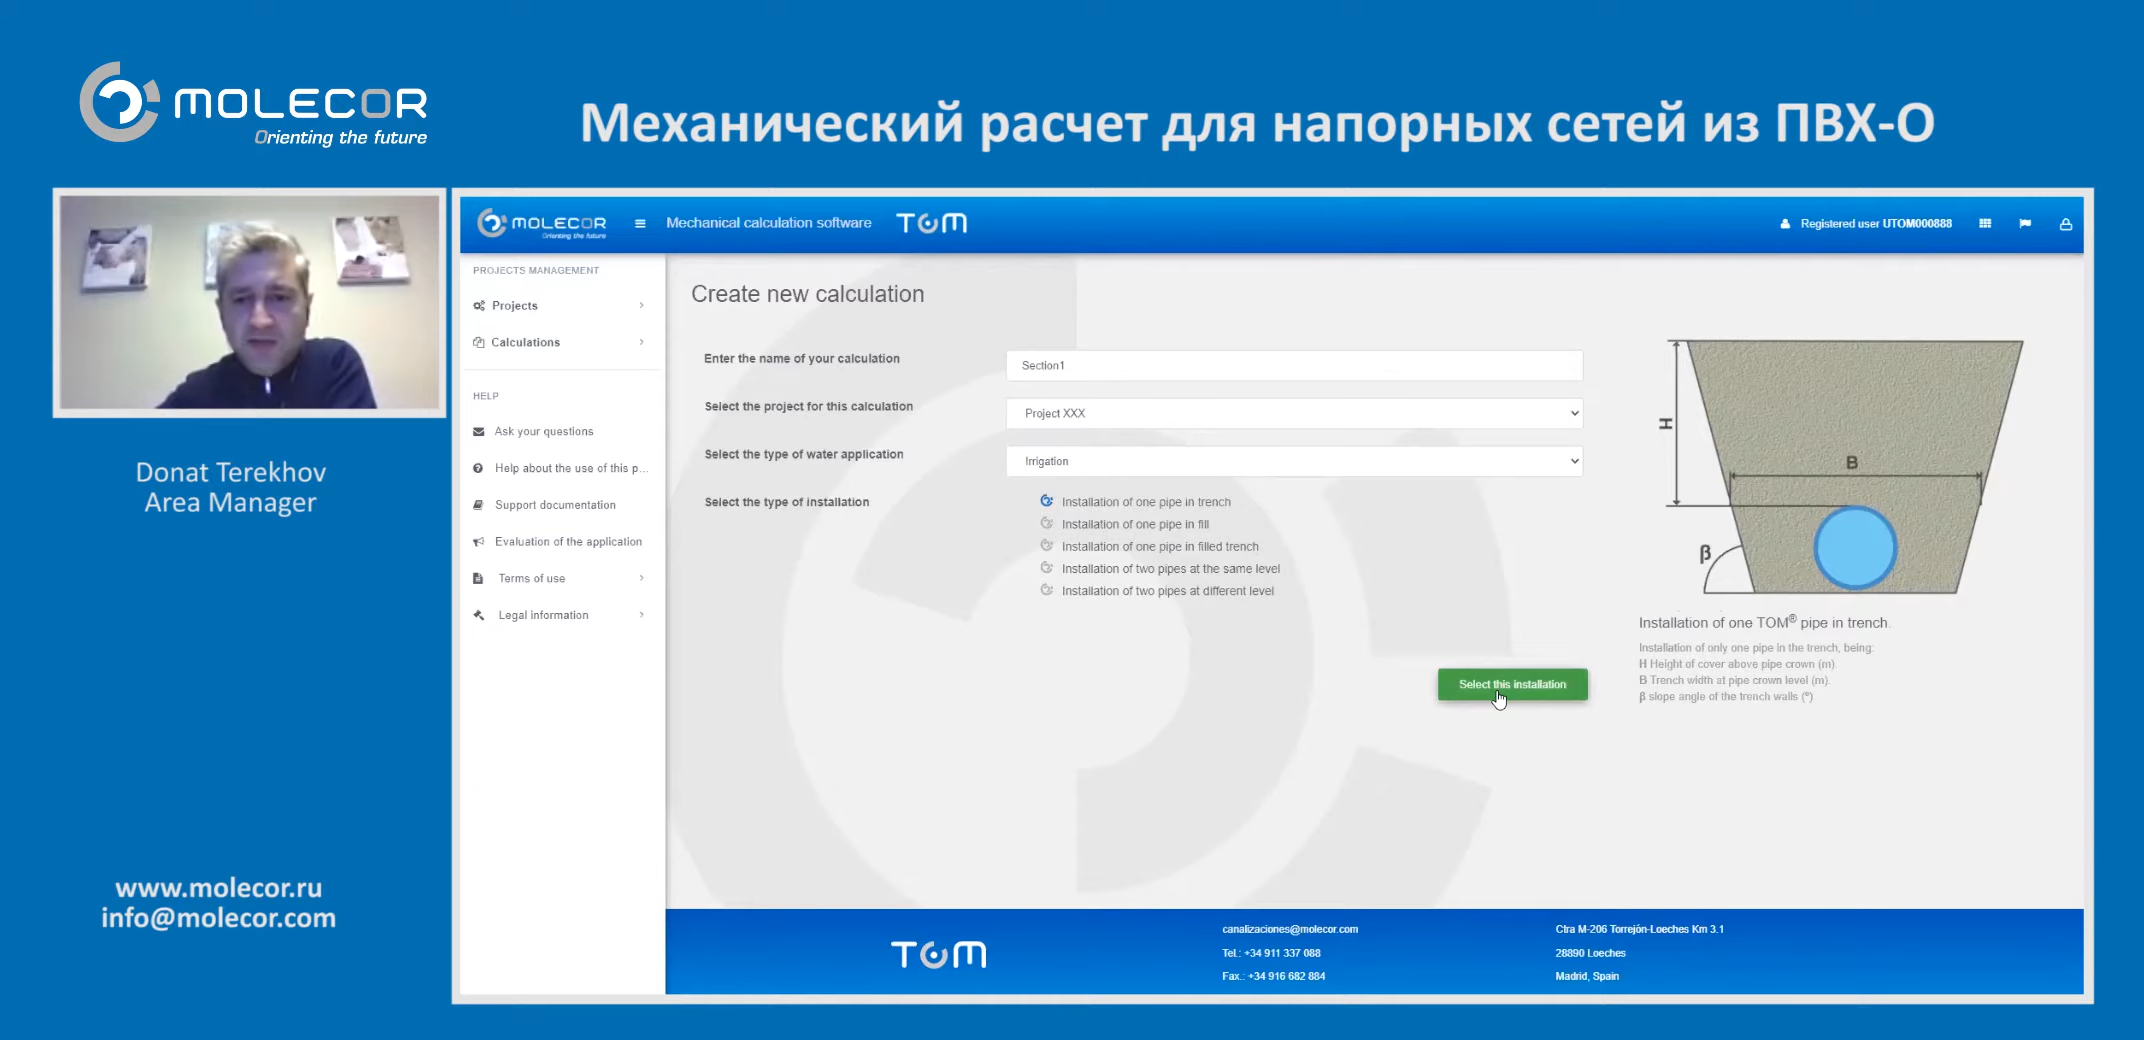 MOLECOR
Orienting the future
Механический расчет для напорных сетей из ПВХ-О
Donat Terekhov
Area Manager
www.molecor.ru
info@molecor.com
MOLECOR
Orienting the future
Mechanical calculation software
TOM
Registered user UTOM000888
PROJECTS MANAGEMENT
Projects
Calculations
HELP
Ask your questions
Help about the use of this p...
Support documentation
Evaluation of the application
Terms of use
Legal information
Create new calculation
Enter the name of your calculation
Section1
Select the project for this calculation
Project XXX
Select the type of water application
Irrigation
Select the type of installation
Installation of one pipe in trench
Installation of one pipe in fill
Installation of one pipe in filled trench
Installation of two pipes at the same level
Installation of two pipes at different level
Select this installation
H
B
β
Installation of one TOM® pipe in trench.
Installation of only one pipe in the trench, being:
H Height of cover above pipe crown (m).
B Trench width at pipe crown level (m).
β slope angle of the trench walls (º)
TOM
canalizaciones@molecor.com
Tel.: +34 911 337 088
Fax.: +34 916 682 884
Ctra M-206 Torrejón-Loeches Km 3.1
28890 Loeches
Madrid, Spain